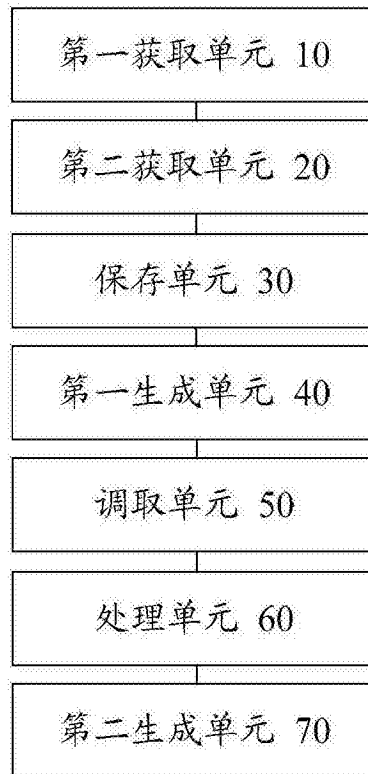 第一获取单元 10
第二获取单元 20
保存单元 30
第一生成单元 40
调取单元 50
处理单元 60
第二生成单元 70